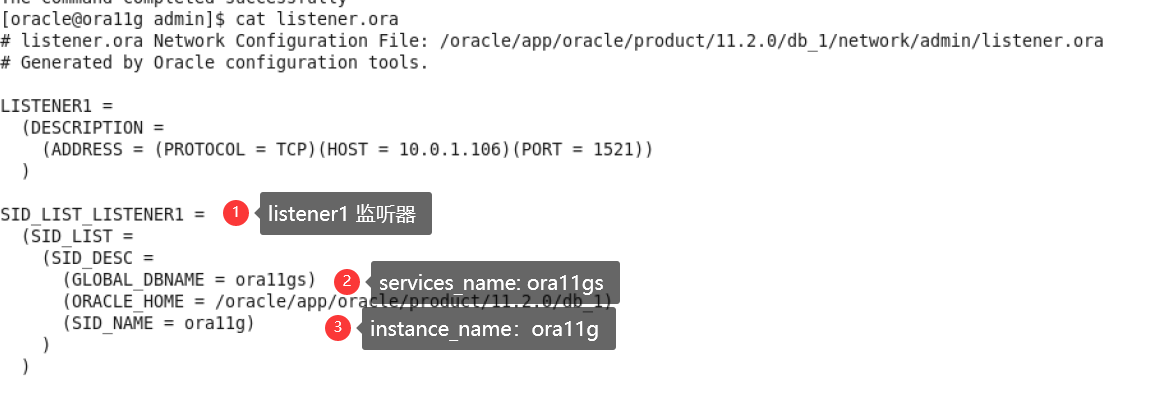 The command completed successfully
[oracle@ora11g admin]$ cat listener.ora
# listener.ora Network Configuration File: /oracle/app/oracle/product/11.2.0/db_1/network/admin/listener.ora
# Generated by Oracle configuration tools.
LISTENER1 =
(DESCRIPTION =
(ADDRESS = (PROTOCOL = TCP)(HOST = 10.0.1.106)(PORT = 1521))
)
SID_LIST_LISTENER1 = 1 listener1 监听器
(SID_LIST =
(SID_DESC =
(GLOBAL_DBNAME = ora11gs) 2 services_name: ora11gs
(ORACLE_HOME = /oracle/app/oracle/product/11.2.0/db_1)
(SID_NAME = ora11g) 3 instance_name：ora11g
)
)